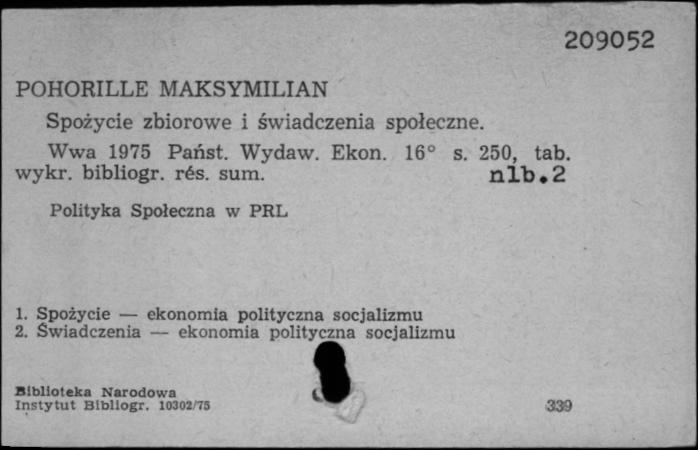 209052
POHORILLE MAKSYMILIAN
Spożycie zbiorowe i świadczenia społeczne.
Wwa 1975 Państ. Wydaw. Ekon. 16° s. 250, tab.
wykr. bibliogr. rés. sum. nlb.2
Polityka Społeczna w PRL
1. Spożycie — ekonomia polityczna socjalizmu
2. Świadczenia — ekonomia polityczna socjalizmu
Biblioteka Narodowa
Instytut Bibliogr. 10302/75 339